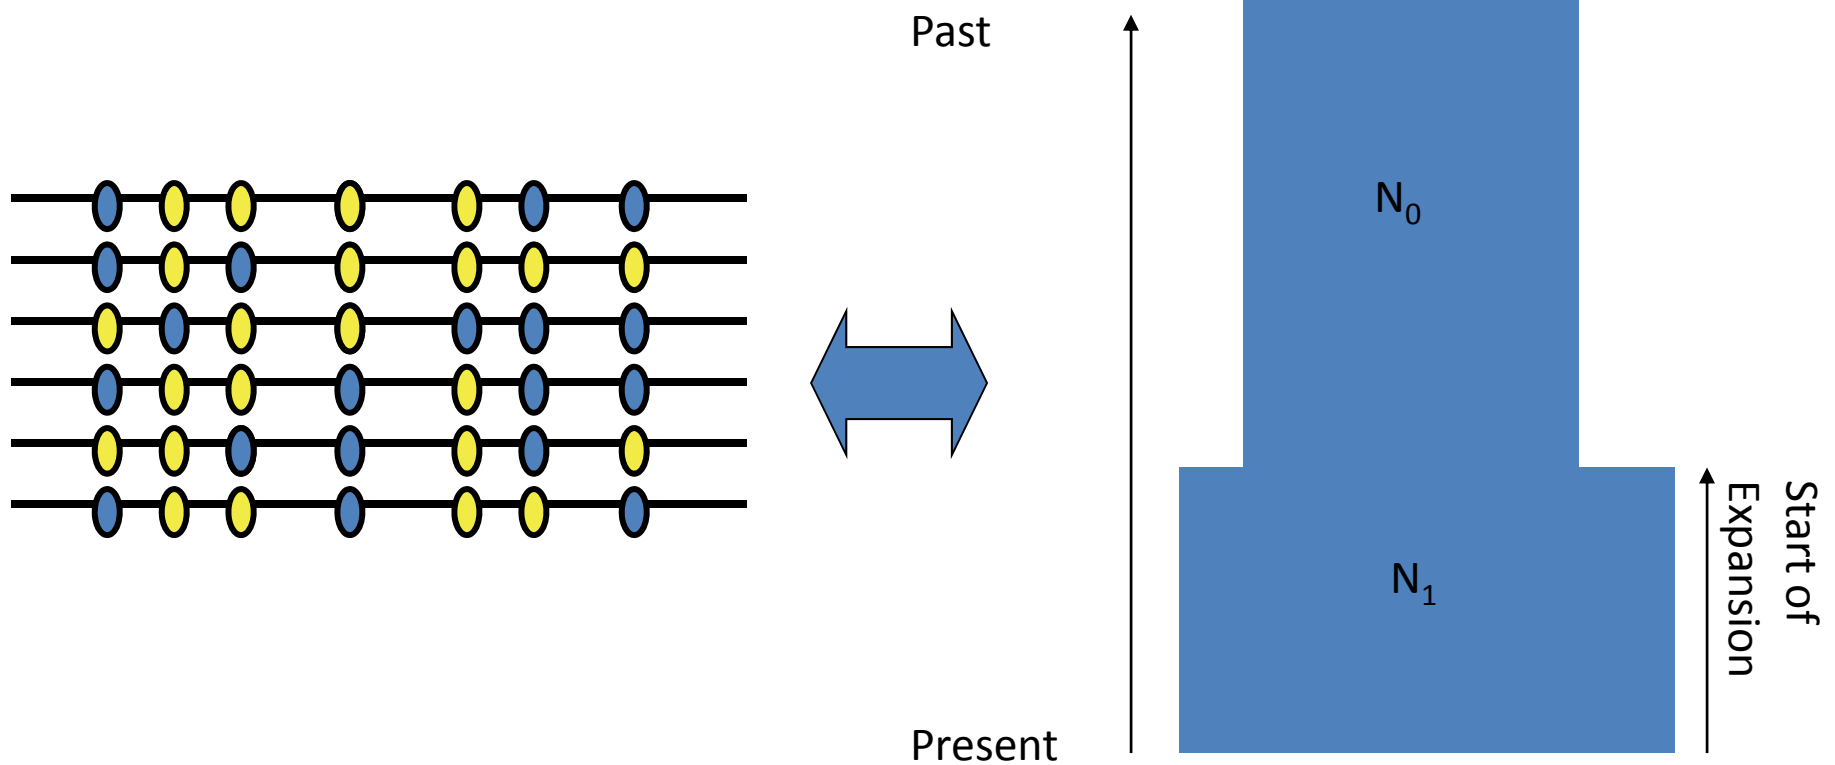 Past
N₀
Start of
Expansion
N₁
Present